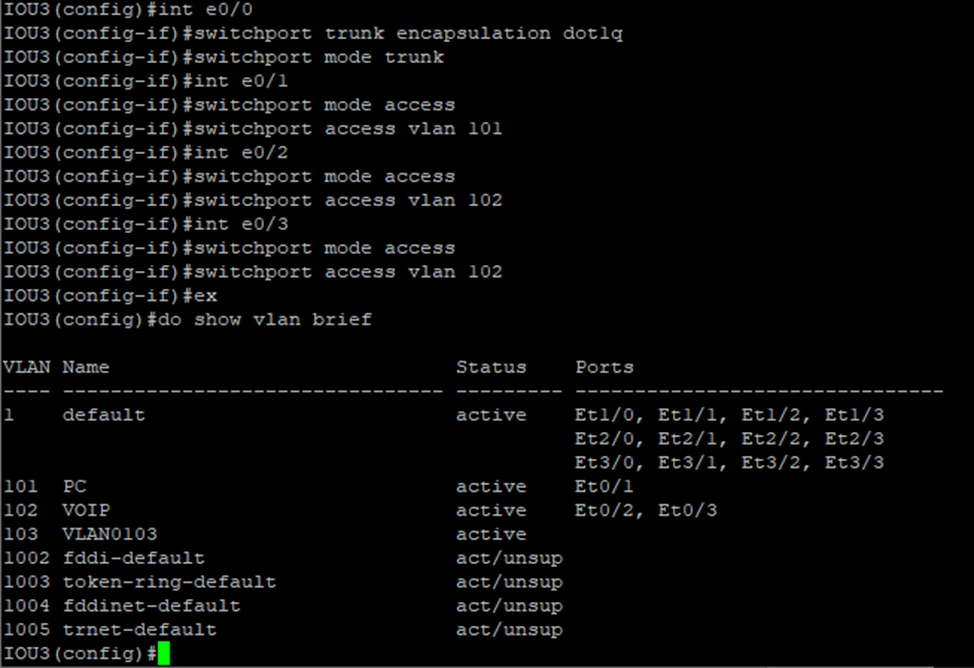 IOU3(config)#int e0/0
IOU3(config-if)#switchport trunk encapsulation dot1q
IOU3(config-if)#switchport mode trunk
IOU3(config-if)#int e0/1
IOU3(config-if)#switchport mode access
IOU3(config-if)#switchport access vlan 101
IOU3(config-if)#int e0/2
IOU3(config-if)#switchport mode access
IOU3(config-if)#switchport access vlan 102
IOU3(config-if)#int e0/3
IOU3(config-if)#switchport mode access
IOU3(config-if)#switchport access vlan 102
IOU3(config-if)#ex
IOU3(config)#do show vlan brief
VLAN Name                             Status    Ports
---- -------------------------------- --------- -------------------------------
1    default                          active    Et1/0, Et1/1, Et1/2, Et1/3
                                                Et2/0, Et2/1, Et2/2, Et2/3
                                                Et3/0, Et3/1, Et3/2, Et3/3
101  PC                               active    Et0/1
102  VOIP                             active    Et0/2, Et0/3
103  VLAN0103                         active
1002 fddi-default                     act/unsup
1003 token-ring-default               act/unsup
1004 fddinet-default                  act/unsup
1005 trnet-default                    act/unsup
IOU3(config)#